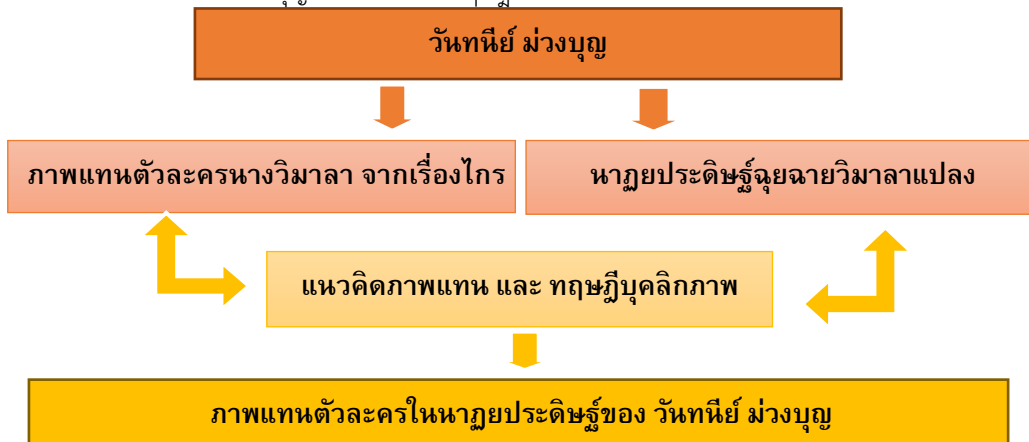 วันทนีย์ ม่วงบุญ
ภาพแทนตัวละครนางวิมาลา จากเรื่องไกร
นาฏยประดิษฐ์ฉุยฉายวิมาลาแปลง
แนวคิดภาพแทน และ ทฤษฎีบุคลิกภาพ
ภาพแทนตัวละครในนาฏยประดิษฐ์ของ วันทนีย์ ม่วงบุญ